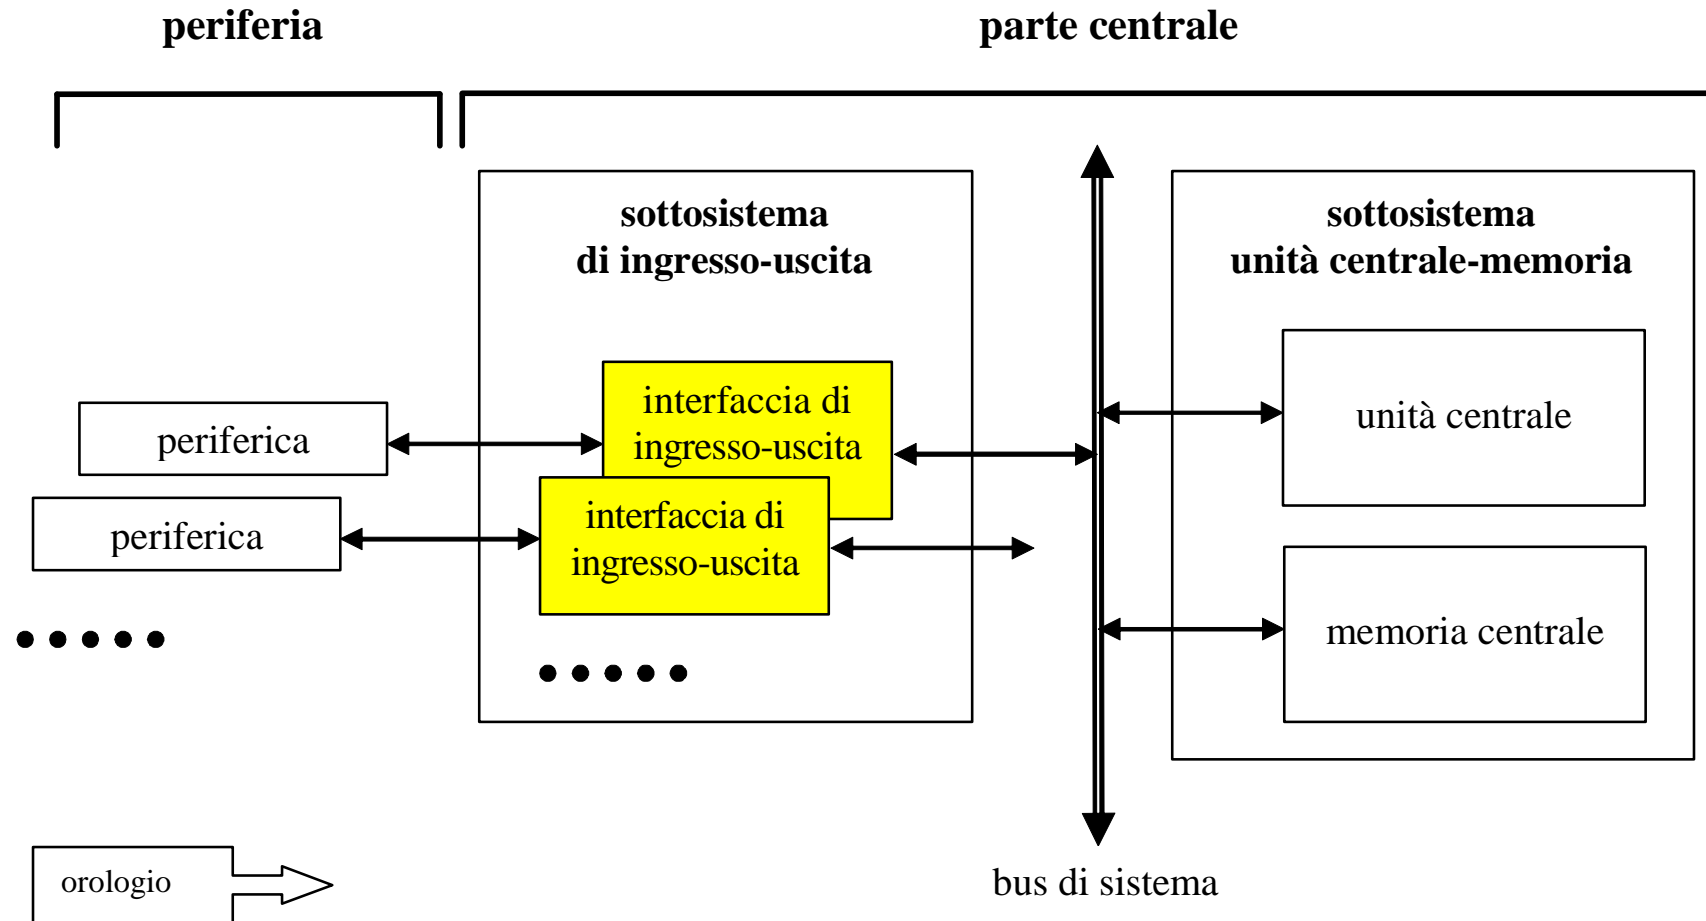 periferia
parte centrale
sottosistema
di ingresso-uscita
sottosistema
unità centrale-memoria
interfaccia di
ingresso-uscita
periferica
unità centrale
interfaccia di
ingresso-uscita
periferica
memoria centrale
orologio
bus di sistema